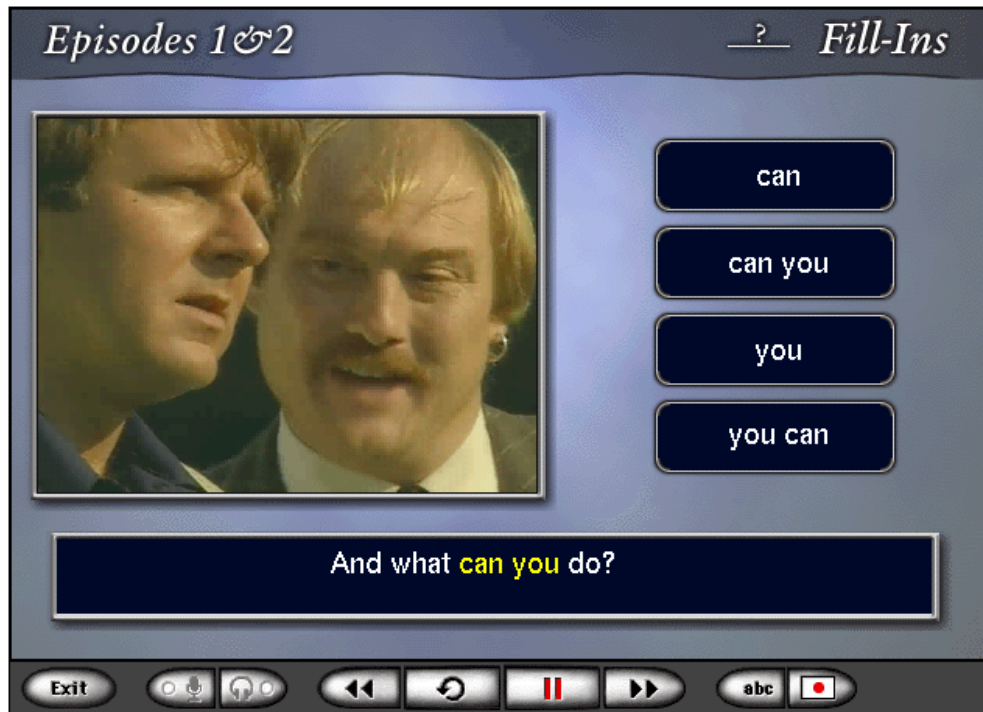 Episodes 1&2
? Fill-Ins
can
can you
you
you can
And what can you do?
Exit
abc